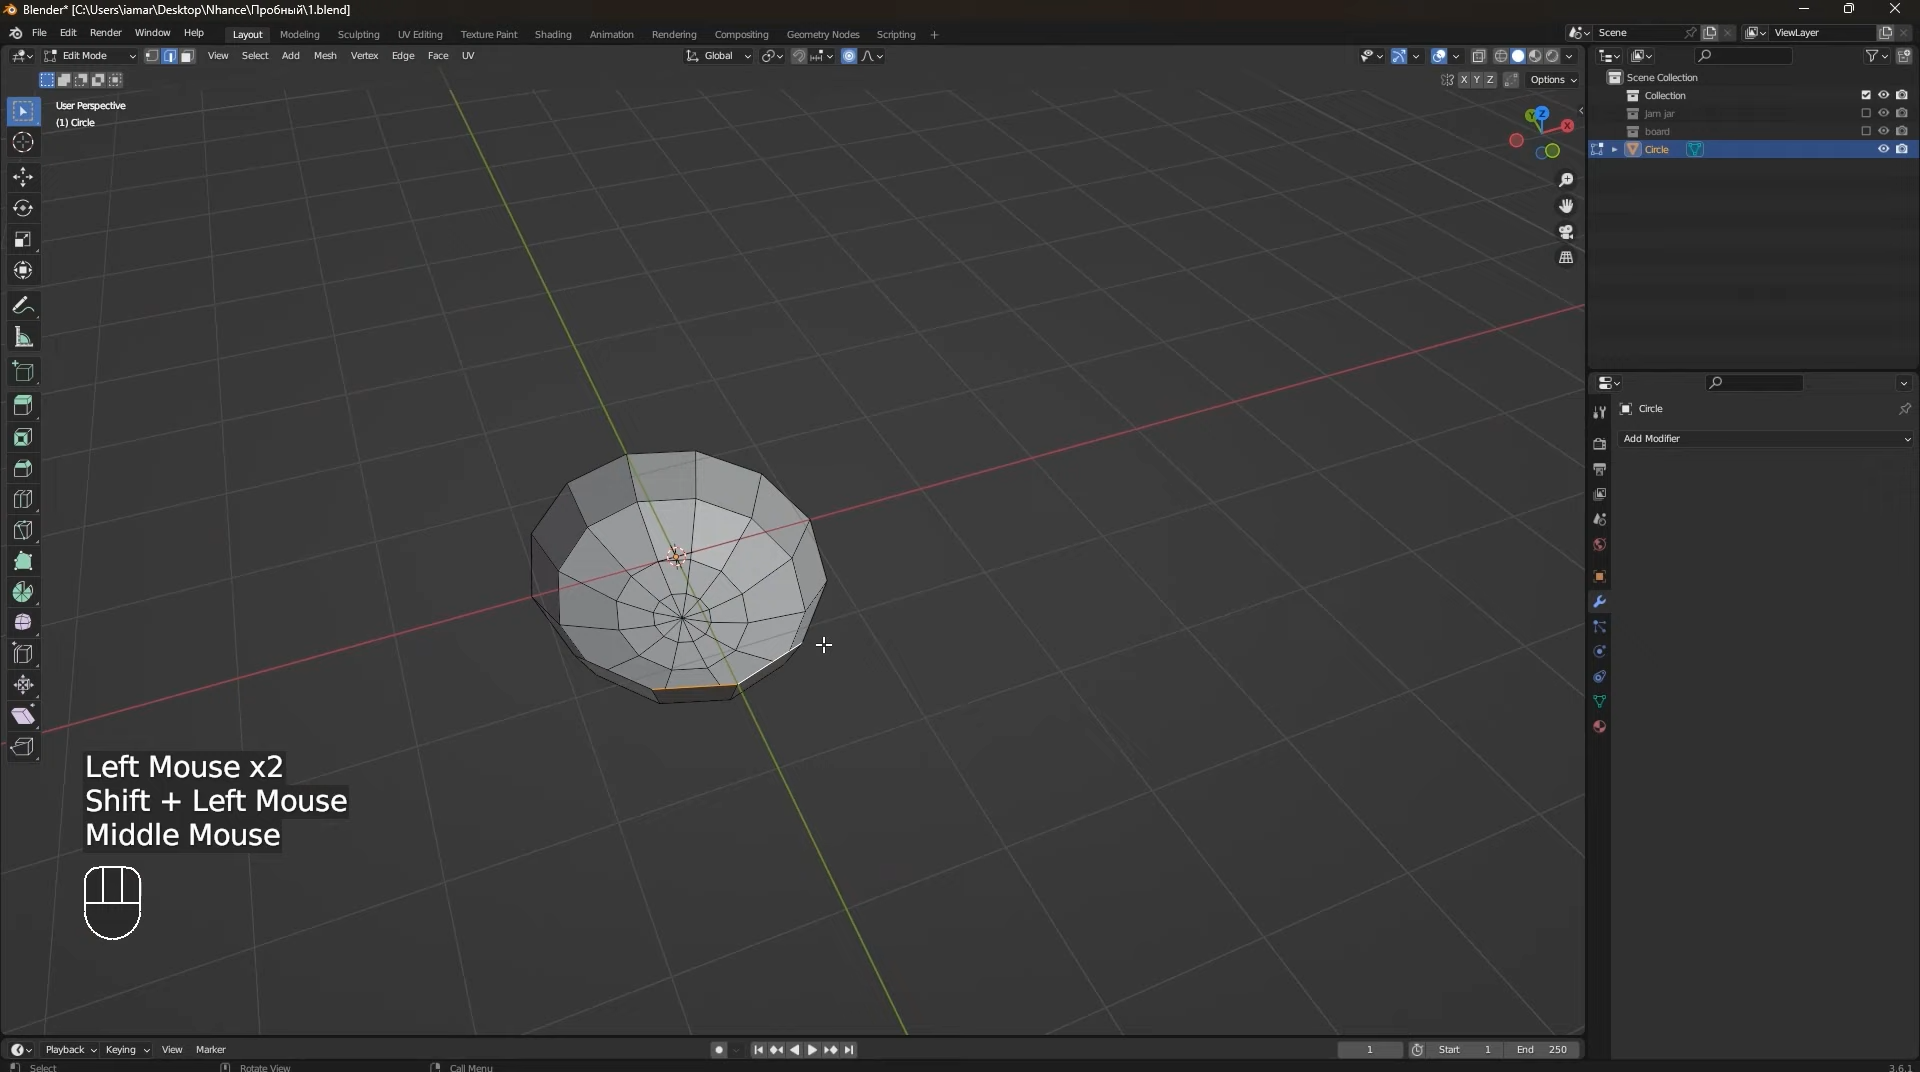 Blender* [C:\Users\iamar\Desktop\Nhance\Пробный\1.blend]
File Edit Render Window Help Layout Modeling Sculpting UV Editing Texture Paint Shading Animation Rendering Compositing Geometry Nodes Scripting + Scene ViewLayer
Edit Mode View Select Add Mesh Vertex Edge Face UV Global
X Y Z Options
User Perspective
(1) Circle
Scene Collection
Collection
Jam jar
board
Circle
Z
Y
X
Circle
Add Modifier
Left Mouse x2
Shift + Left Mouse
Middle Mouse
Playback Keying View Marker 1 Start 1 End 250
Select Rotate View Call Menu 3.6.1